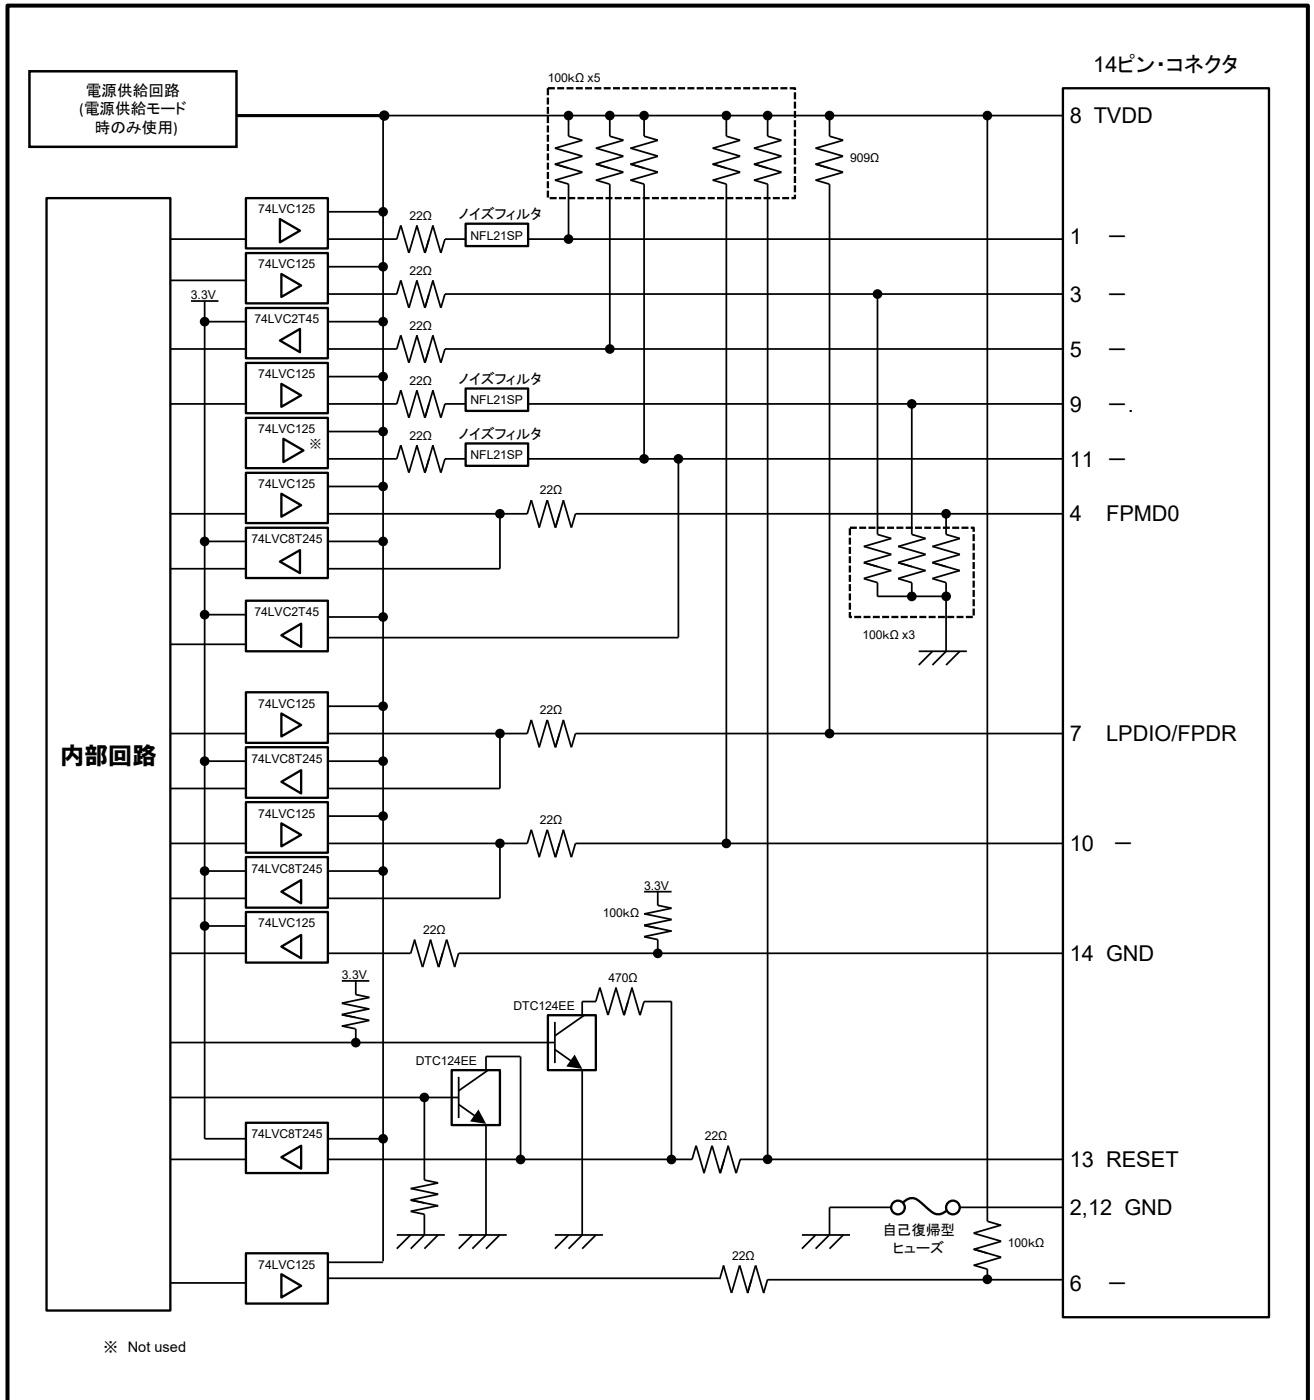 14ピン・コネクタ
電源供給回路
(電源供給モード
時のみ使用)
100kΩ x5
8 TVDD
909Ω
74LVC125
22Ω
ノイズフィルタ
NFL21SP
1 －
74LVC125
22Ω
3 －
3.3V
74LVC2T45
22Ω
5 －
74LVC125
22Ω
ノイズフィルタ
NFL21SP
9 －.
74LVC125
※
22Ω
ノイズフィルタ
NFL21SP
11 －
74LVC125
22Ω
4 FPMD0
74LVC8T245
74LVC2T45
100kΩ x3
内部回路
74LVC125
22Ω
7 LPDIO/FPDR
74LVC8T245
74LVC125
22Ω
10 －
74LVC8T245
3.3V
100kΩ
74LVC125
22Ω
14 GND
3.3V
470Ω
DTC124EE
DTC124EE
74LVC8T245
22Ω
13 RESET
2,12 GND
自己復帰型
ヒューズ
100kΩ
74LVC125
22Ω
6 －
※ Not used